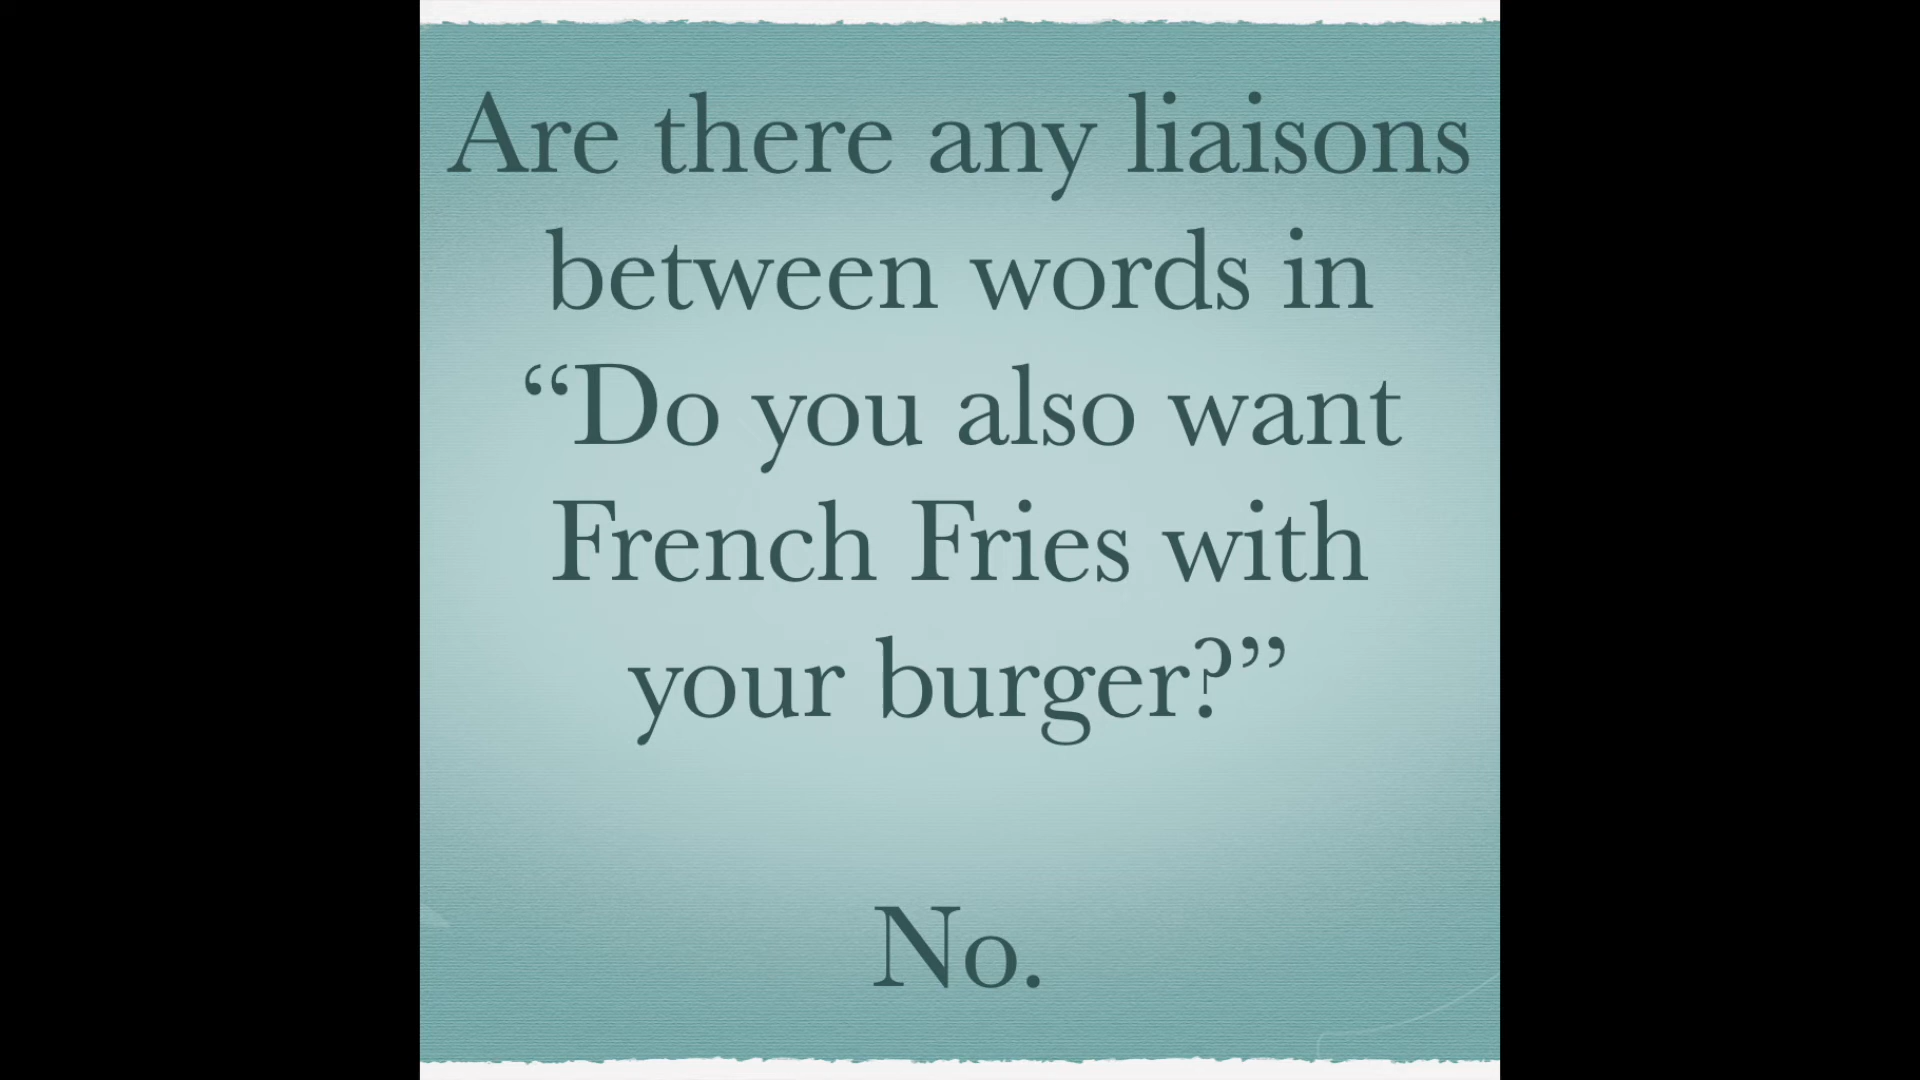 Are there any liaisons
between words in
“Do you also want
French Fries with
your burger?”
No.